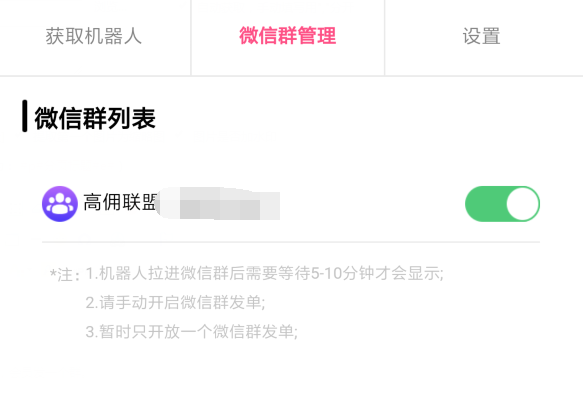 获取机器人
微信群管理
设置
微信群列表
高佣联盟
*注: 1.机器人拉进微信群后需要等待5-10分钟才会显示;
2.请手动开启微信群发单;
3.暂时只开放一个微信群发单;